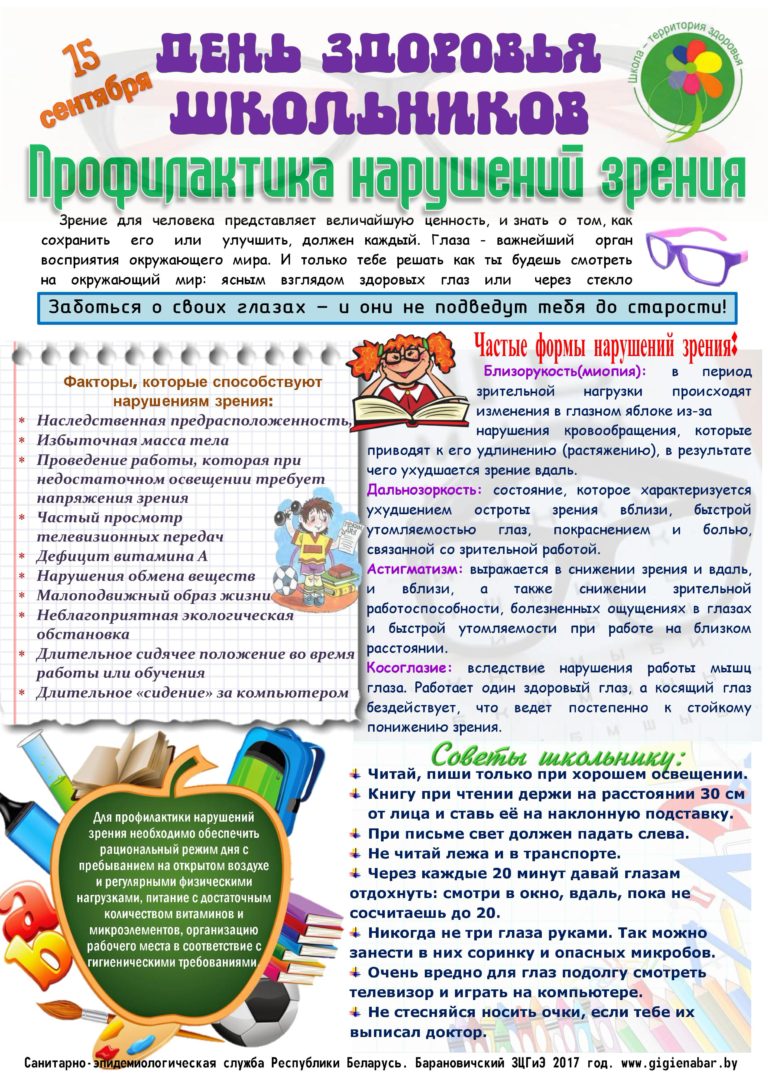 15 сентября
ДЕНЬ ЗДОРОВЬЯ
ШКОЛЬНИКОВ
Школа – территория здоровья
Профилактика нарушений зрения
Зрение для человека представляет величайшую ценность, и знать о том, как
сохранить его или улучшить, должен каждый. Глаза - важнейший орган
восприятия окружающего мира. И только тебе решать как ты будешь смотреть
на окружающий мир: ясным взглядом здоровых глаз или через стекло
Заботься о своих глазах – и они не подведут тебя до старости!
Факторы, которые способствуют
нарушениям зрения:
* Наследственная предрасположенность,
* Избыточная масса тела
* Проведение работы, которая при
недостаточном освещении требует
напряжения зрения
* Частый просмотр
телевизионных передач
* Дефицит витамина А
* Нарушения обмена веществ
* Малоподвижный образ жизни
* Неблагоприятная экологическая
обстановка
* Длительное сидячее положение во время
работы или обучения
* Длительное «сидение» за компьютером
Частые формы нарушений зрения:
Близорукость(миопия): в период
зрительной нагрузки происходят
изменения в глазном яблоке из-за
нарушения кровообращения, которые
приводят к его удлинению (растяжению), в результате
чего ухудшается зрение вдаль.
Дальнозоркость: состояние, которое характеризуется
ухудшением остроты зрения вблизи, быстрой
утомляемостью глаз, покраснением и болью,
связанной со зрительной работой.
Астигматизм: выражается в снижении зрения и вдаль,
и вблизи, а также снижении зрительной
работоспособности, болезненных ощущениях в глазах
и быстрой утомляемости при работе на близком
расстоянии.
Косоглазие: вследствие нарушения работы мышц
глаза. Работает один здоровый глаз, а косящий глаз
бездействует, что ведет постепенно к стойкому
понижению зрения.
Для профилактики нарушений
зрения необходимо обеспечить
рациональный режим дня с
пребыванием на открытом воздухе
и регулярными физическими
нагрузками, питание с достаточным
количеством витаминов и
микроэлементов, организацию
рабочего места в соответствие с
гигиеническими требованиями.
Советы школьнику:
Читай, пиши только при хорошем освещении.
Книгу при чтении держи на расстоянии 30 см
от лица и ставь её на наклонную подставку.
При письме свет должен падать слева.
Не читай лежа и в транспорте.
Через каждые 20 минут давай глазам
отдохнуть: смотри в окно, вдаль, пока не
сосчитаешь до 20.
Никогда не три глаза руками. Так можно
занести в них соринку и опасных микробов.
Очень вредно для глаз подолгу смотреть
телевизор и играть на компьютере.
Не стесняйся носить очки, если тебе их
выписал доктор.
Санитарно-эпидемиологическая служба Республики Беларусь. Барановичский ЗЦГиЭ 2017 год. www.gigienabar.by